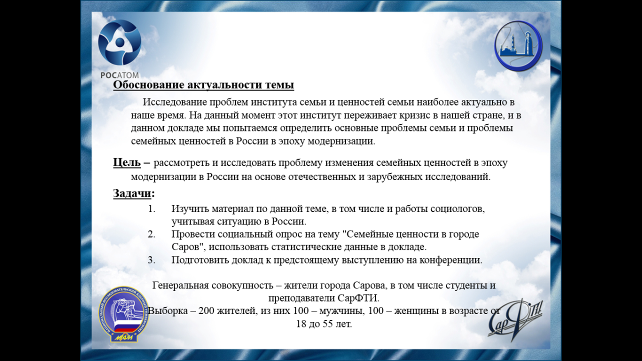 РОСАТОМ
Обоснование актуальности темы
Исследование проблем института семьи и ценностей семьи наиболее актуально в
наше время. На данный момент этот институт переживает кризис в нашей стране, и в
данном докладе мы попытаемся определить основные проблемы семьи и проблемы
семейных ценностей в России в эпоху модернизации.
Цель – рассмотреть и исследовать проблему изменения семейных ценностей в эпоху
модернизации в России на основе отечественных и зарубежных исследований.
Задачи:
1. Изучить материал по данной теме, в том числе и работы социологов,
учитывая ситуацию в России.
2. Провести социальный опрос на тему "Семейные ценности в городе
Саров", использовать статистические данные в докладе.
3. Подготовить доклад к предстоящему выступлению на конференции.
Генеральная совокупность – жители города Сарова, в том числе студенты и
преподаватели СарФТИ.
Выборка – 200 жителей, из них 100 – мужчины, 100 – женщины в возрасте от
18 до 55 лет.
СарФТИ